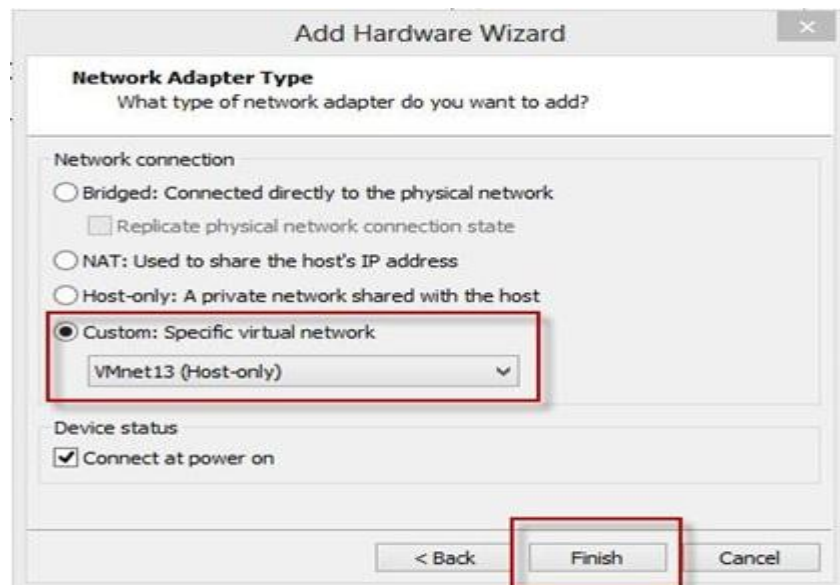 Add Hardware Wizard
Network Adapter Type
What type of network adapter do you want to add?
Network connection
Bridged: Connected directly to the physical network
Replicate physical network connection state
NAT: Used to share the host's IP address
Host-only: A private network shared with the host
Custom: Specific virtual network
VMnet13 (Host-only)
Device status
Connect at power on
< Back Finish Cancel